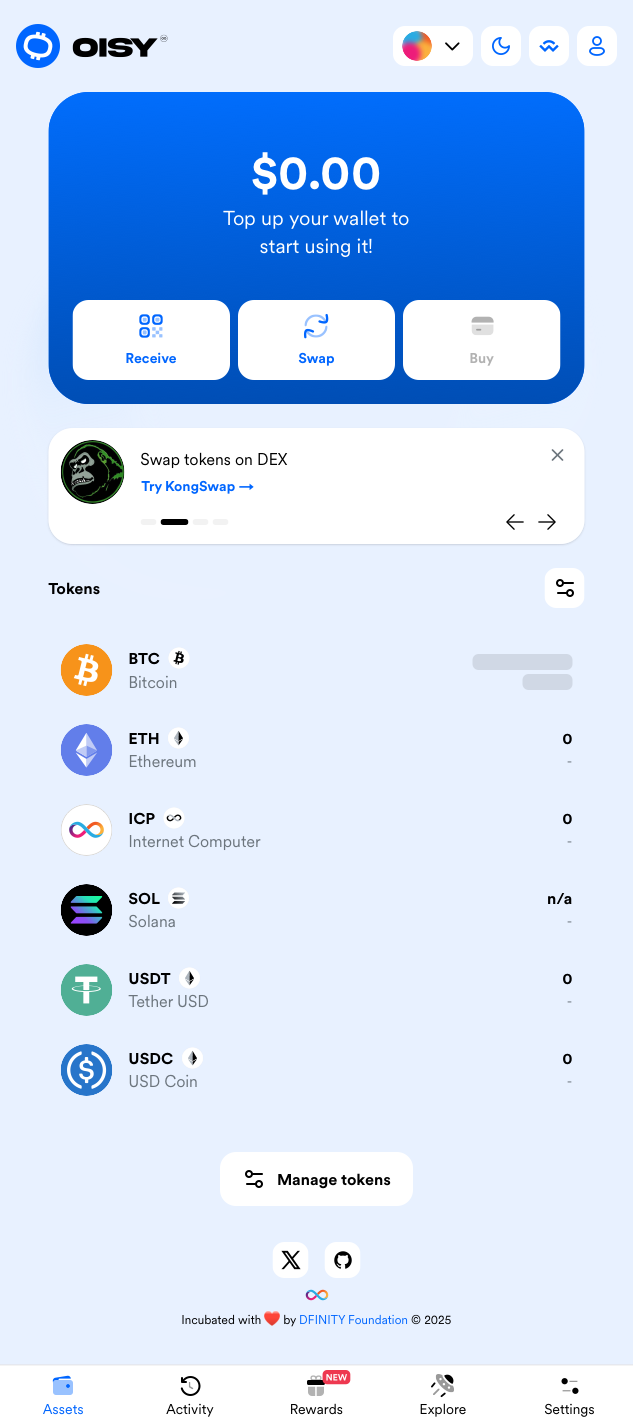 OISY
$0.00
Top up your wallet to
start using it!
Receive
Swap
Buy
Swap tokens on DEX
Try KongSwap →
Tokens
BTC
Bitcoin
ETH
0
Ethereum
-
ICP
0
Internet Computer
-
SOL
n/a
Solana
-
USDT
0
Tether USD
-
USDC
0
USD Coin
-
Manage tokens
Incubated with ❤️ by DFINITY Foundation © 2025
NEW
Assets
Activity
Rewards
Explore
Settings